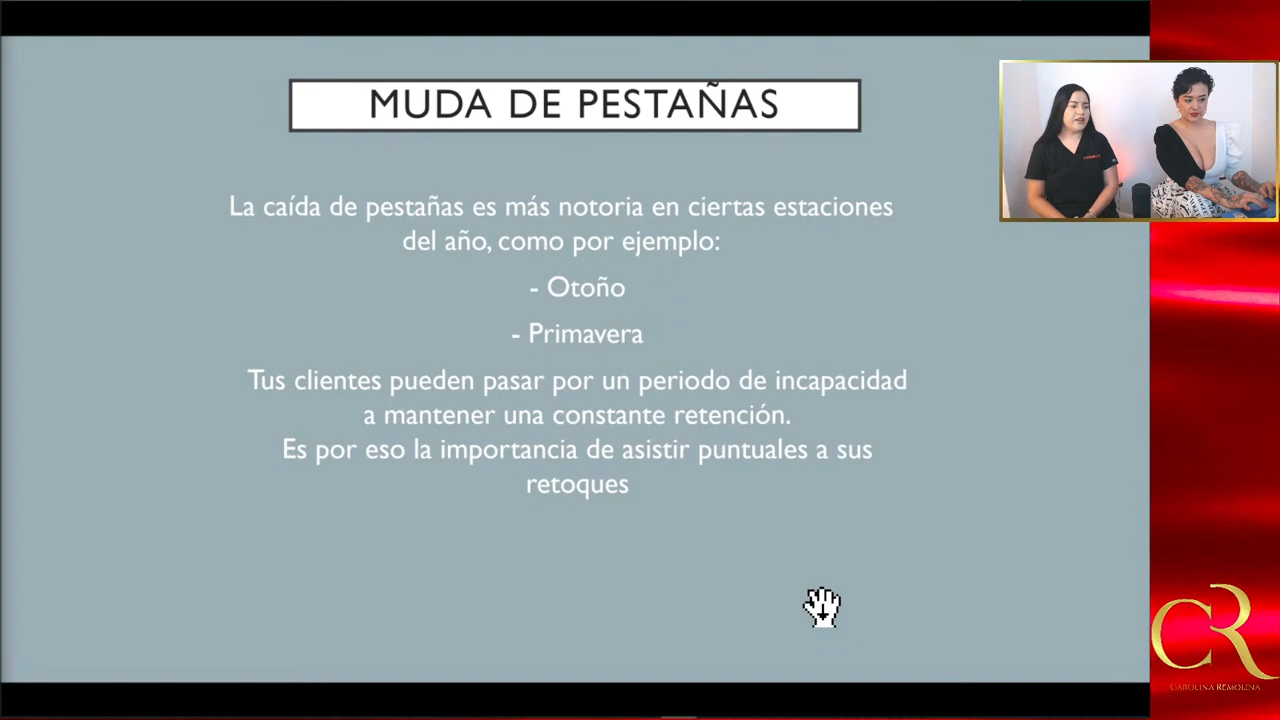 MUDA DE PESTAÑAS
La caída de pestañas es más notoria en ciertas estaciones
del año, como por ejemplo:
- Otoño
- Primavera
Tus clientes pueden pasar por un periodo de incapacidad
a mantener una constante retención.
Es por eso la importancia de asistir puntuales a sus
retoques
CR
CAROLINA REMOLINA